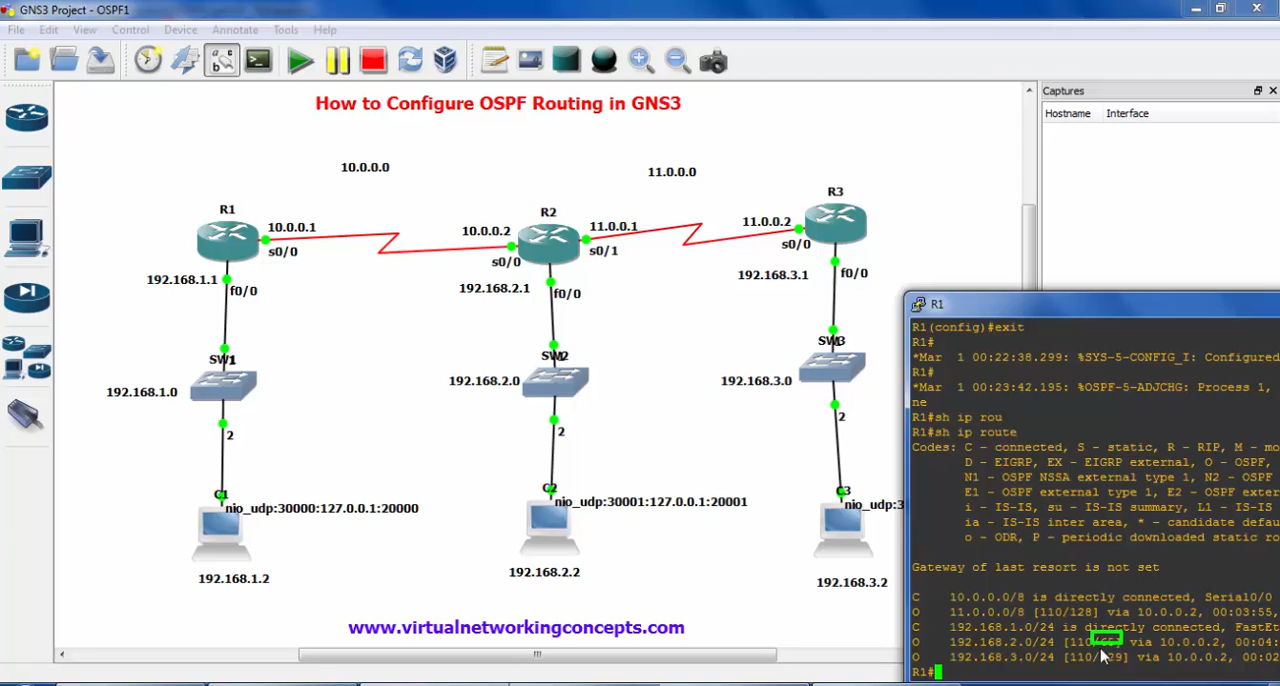 GNS3 Project - OSPF1
File Edit View Control Device Annotate Tools Help
How to Configure OSPF Routing in GNS3
Captures
Hostname Interface
10.0.0.0
11.0.0.0
R1
R2
R3
10.0.0.1
10.0.0.2
11.0.0.1
11.0.0.2
s0/0
s0/0
s0/1
s0/0
192.168.1.1
f0/0
192.168.2.1
f0/0
192.168.3.1
f0/0
SW1
SW2
SW3
192.168.1.0
192.168.2.0
192.168.3.0
2
2
2
C1
nio_udp:30000:127.0.0.1:20000
C2
nio_udp:30001:127.0.0.1:20001
C3
nio_udp:3
192.168.1.2
192.168.2.2
192.168.3.2
www.virtualnetworkingconcepts.com
R1
R1(config)#exit
R1#
*Mar 1 00:22:38.299: %SYS-5-CONFIG_I: Configured
R1#
*Mar 1 00:23:42.195: %OSPF-5-ADJCHG: Process 1,
ne
R1#sh ip rou
R1#sh ip route
Codes: C - connected, S - static, R - RIP, M - mo
D - EIGRP, EX - EIGRP external, O - OSPF,
N1 - OSPF NSSA external type 1, N2 - OSPF
E1 - OSPF external type 1, E2 - OSPF exter
i - IS-IS, su - IS-IS summary, L1 - IS-IS
ia - IS-IS inter area, * - candidate defau
o - ODR, P - periodic downloaded static ro
Gateway of last resort is not set
C 10.0.0.0/8 is directly connected, Serial0/0
O 11.0.0.0/8 [110/128] via 10.0.0.2, 00:03:55,
C 192.168.1.0/24 is directly connected, FastEt
O 192.168.2.0/24 [110/65] via 10.0.0.2, 00:04:
O 192.168.3.0/24 [110/129] via 10.0.0.2, 00:02
R1#